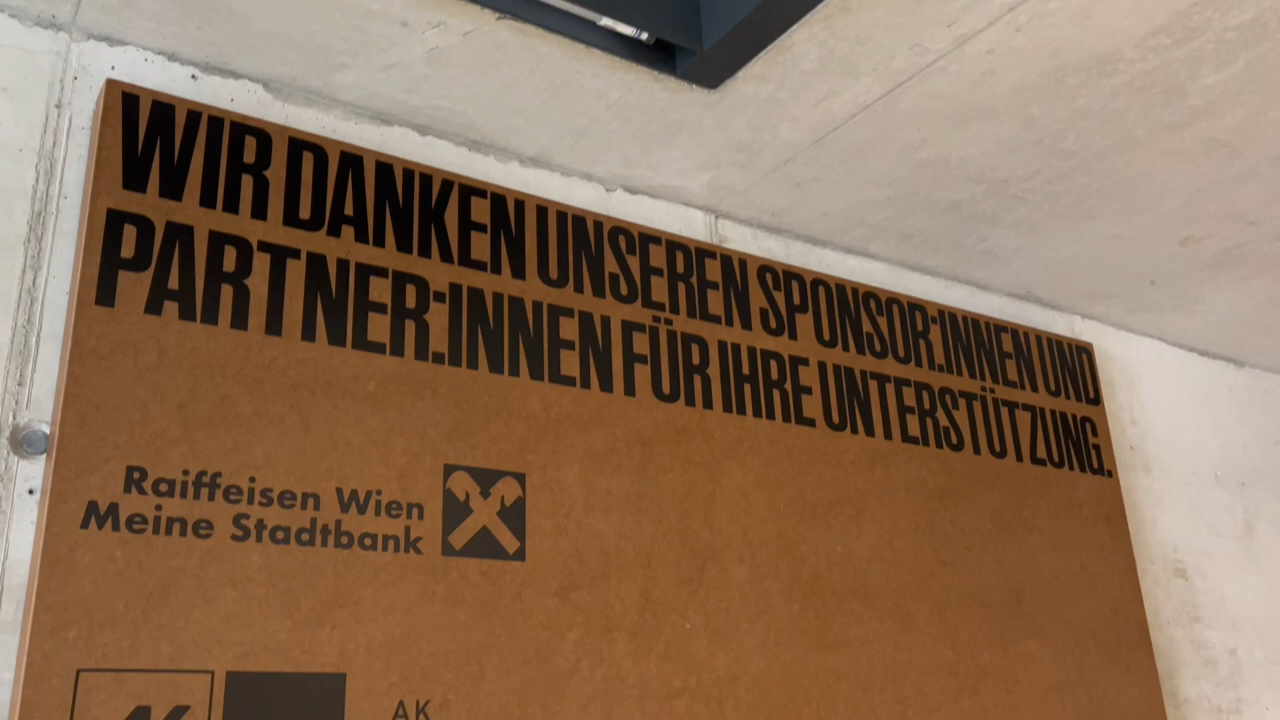 WIR DANKEN UNSEREN SPONSOR:INNEN UND
PARTNER:INNEN FÜR IHRE UNTERSTÜTZUNG.
Raiffeisen Wien
Meine Stadtbank
AK